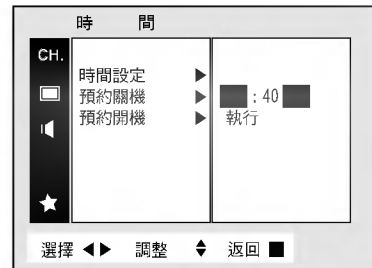 時 間
CH.
時間設定 ▶
預約關機 ▶
預約開機 ▶
: 40
執行
選擇 ◀▶ 調整 ◆ 返回 ■